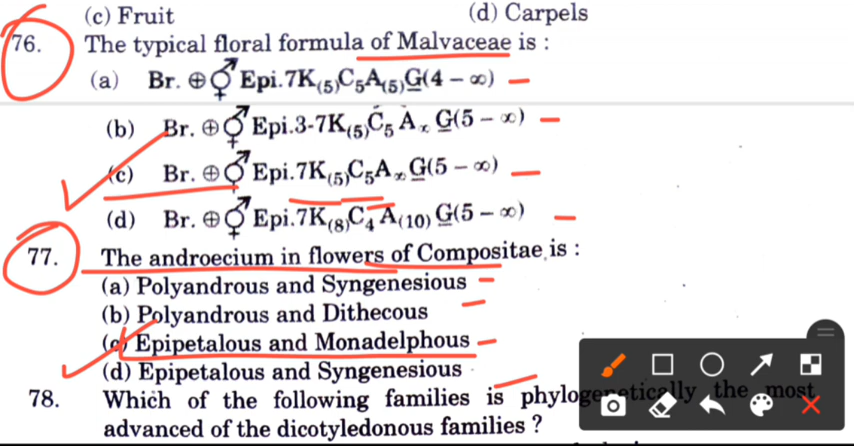 (c) Fruit (d) Carpels
76. The typical floral formula of Malvaceae is :
(a) Br. ⊕ ⚥ Epi.7K(5)C5A(5)G(4 – ∞)
(b) Br. ⊕ ⚥ Epi.3-7K(5)C5 A∝ G(5 – ∞)
(c) Br. ⊕ ⚥ Epi.7K(5)C5A∞G(5 – ∞)
(d) Br. ⊕ ⚥ Epi.7K(8)C4 A(10) G(5 – ∞)
77. The androecium in flowers of Compositae is :
(a) Polyandrous and Syngenesious
(b) Polyandrous and Dithecous
(c) Epipetalous and Monadelphous
(d) Epipetalous and Syngenesious
78. Which of the following families is phylogenetically the most
advanced of the dicotyledonous families ?